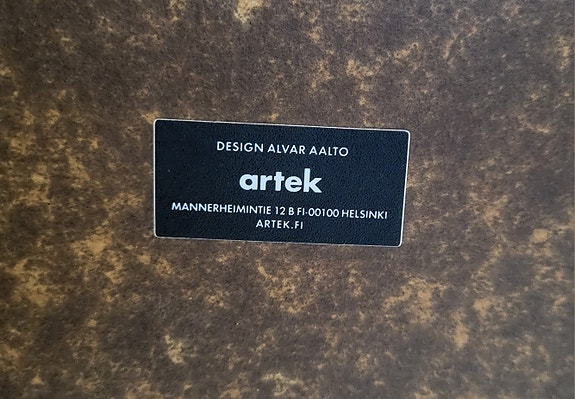 DESIGN ALVAR AALTO
artek
MANNERHEIMINTIE 12 B FI-00100 HELSINKI
ARTEK.FI